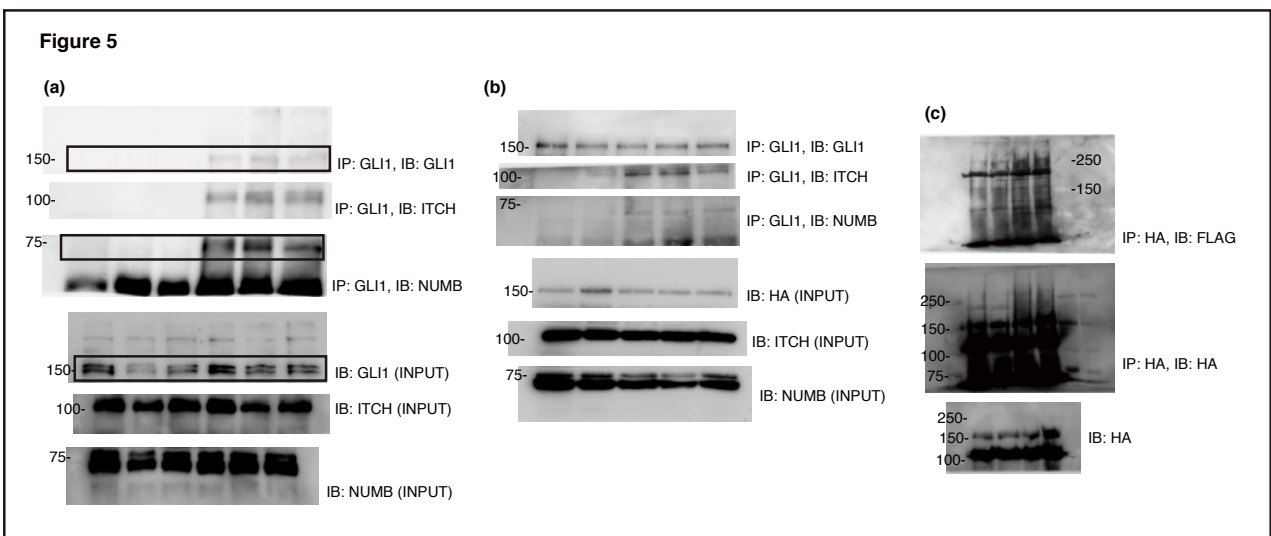 Figure 5
(a)
150-
IP: GLI1, IB: GLI1
100-
IP: GLI1, IB: ITCH
75-
IP: GLI1, IB: NUMB
150-
IB: GLI1 (INPUT)
100-
IB: ITCH (INPUT)
75-
IB: NUMB (INPUT)
(b)
150-
IP: GLI1, IB: GLI1
100-
IP: GLI1, IB: ITCH
75-
IP: GLI1, IB: NUMB
150-
IB: HA (INPUT)
100-
IB: ITCH (INPUT)
75-
IB: NUMB (INPUT)
(c)
-250
-150
IP: HA, IB: FLAG
250-
150-
100-
75-
IP: HA, IB: HA
250-
150-
100-
IB: HA